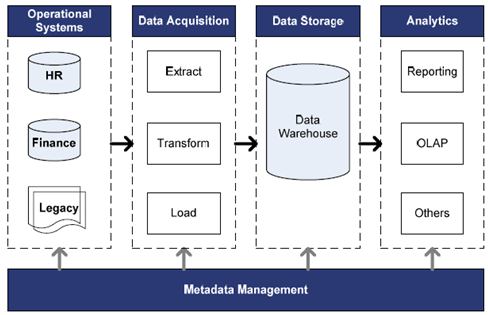 Operational
Systems
Data Acquisition
Data Storage
Analytics
HR
Finance
Legacy
Extract
Transform
Load
Data
Warehouse
Reporting
OLAP
Others
Metadata Management